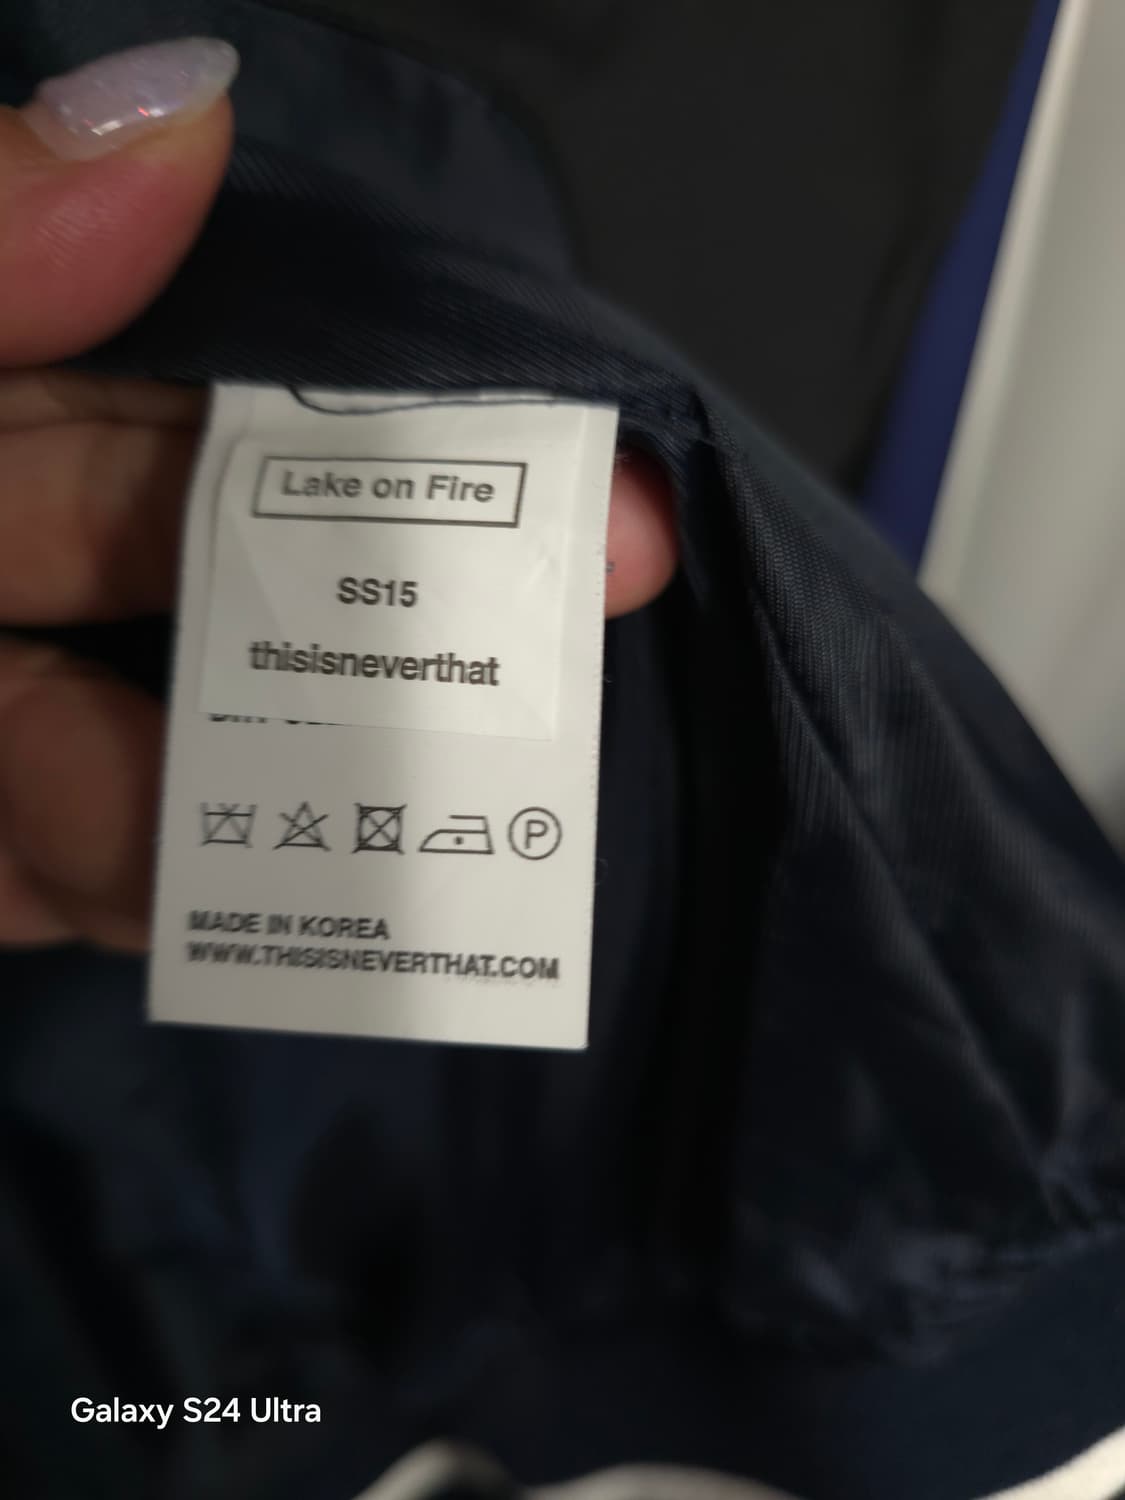 Lake on Fire
SS15
thisisneverthat
P
MADE IN KOREA
WWW.THISISNEVERTHAT.COM
Galaxy S24 Ultra